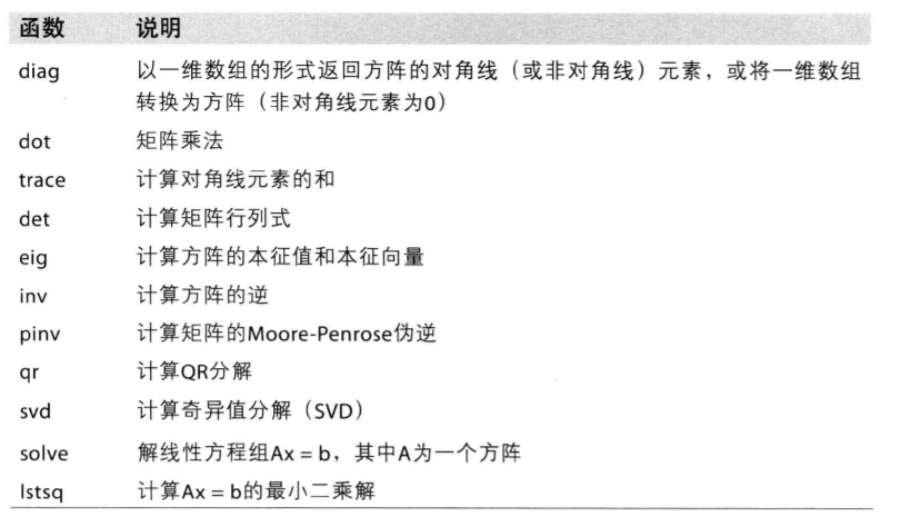 函数 说明
diag 以一维数组的形式返回方阵的对角线（或非对角线）元素，或将一维数组
转换为方阵（非对角线元素为0）
dot 矩阵乘法
trace 计算对角线元素的和
det 计算矩阵行列式
eig 计算方阵的本征值和本征向量
inv 计算方阵的逆
pinv 计算矩阵的Moore-Penrose伪逆
qr 计算QR分解
svd 计算奇异值分解（SVD）
solve 解线性方程组Ax = b，其中A为一个方阵
lstsq 计算Ax = b的最小二乘解